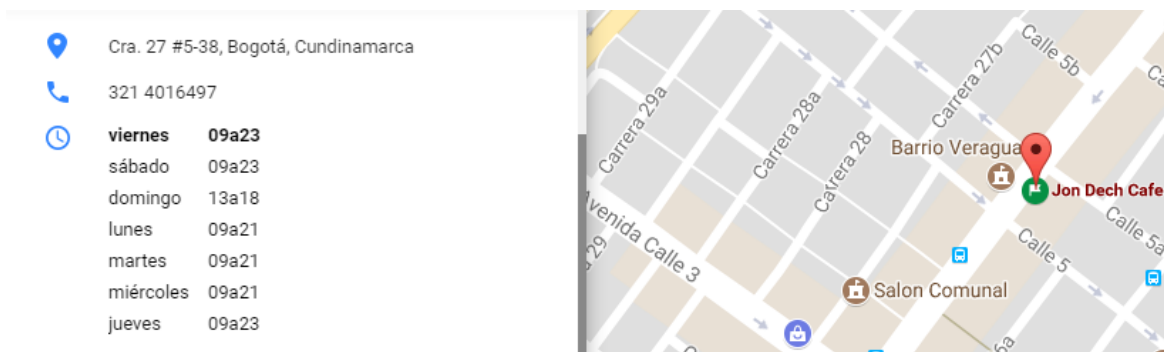 Cra. 27 #5-38, Bogotá, Cundinamarca
321 4016497
viernes 09a23
sábado 09a23
domingo 13a18
lunes 09a21
martes 09a21
miércoles 09a21
jueves 09a23
Calle 5b
Carrera 27b
Carrera 29a
Carrera 28a
Carrera 28
Barrio Veragua
Jon Dech Cafe
Calle 5a
Calle 5
Avenida Calle 3
Salon Comunal